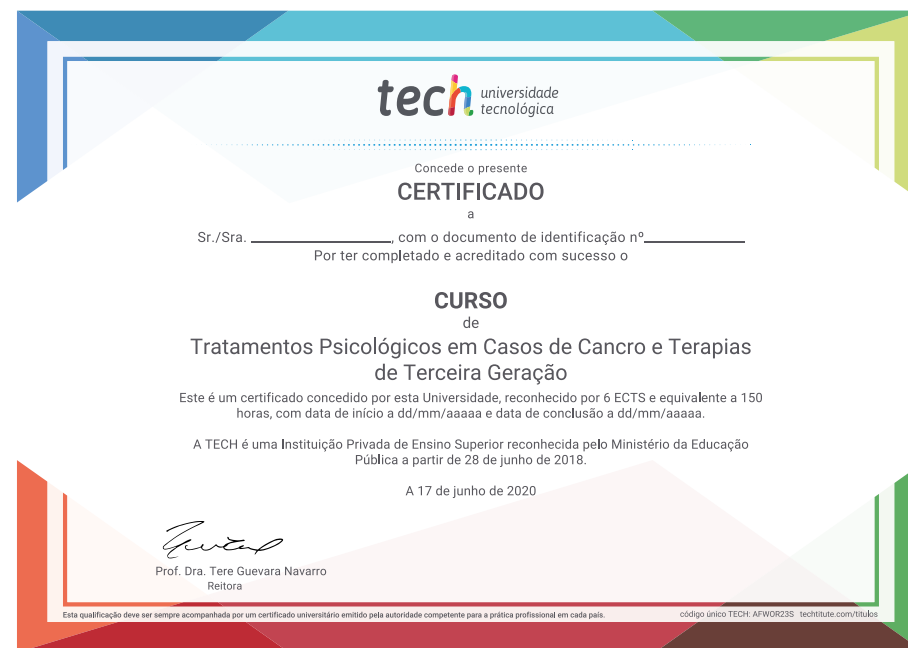 tech universidade
tecnológica
Concede o presente
CERTIFICADO
a
Sr./Sra. ____________________, com o documento de identificação nº______________
Por ter completado e acreditado com sucesso o
CURSO
de
Tratamentos Psicológicos em Casos de Cancro e Terapias
de Terceira Geração
Este é um certificado concedido por esta Universidade, reconhecido por 6 ECTS e equivalente a 150
horas, com data de início a dd/mm/aaaaa e data de conclusão a dd/mm/aaaaa.
A TECH é uma Instituição Privada de Ensino Superior reconhecida pelo Ministério da Educação
Pública a partir de 28 de junho de 2018.
A 17 de junho de 2020
Prof. Dra. Tere Guevara Navarro
Reitora
Esta qualificação deve ser sempre acompanhada por um certificado universitário emitido pela autoridade competente para a prática profissional em cada país.
código único TECH: AFWOR23S techtitute.com/titulos